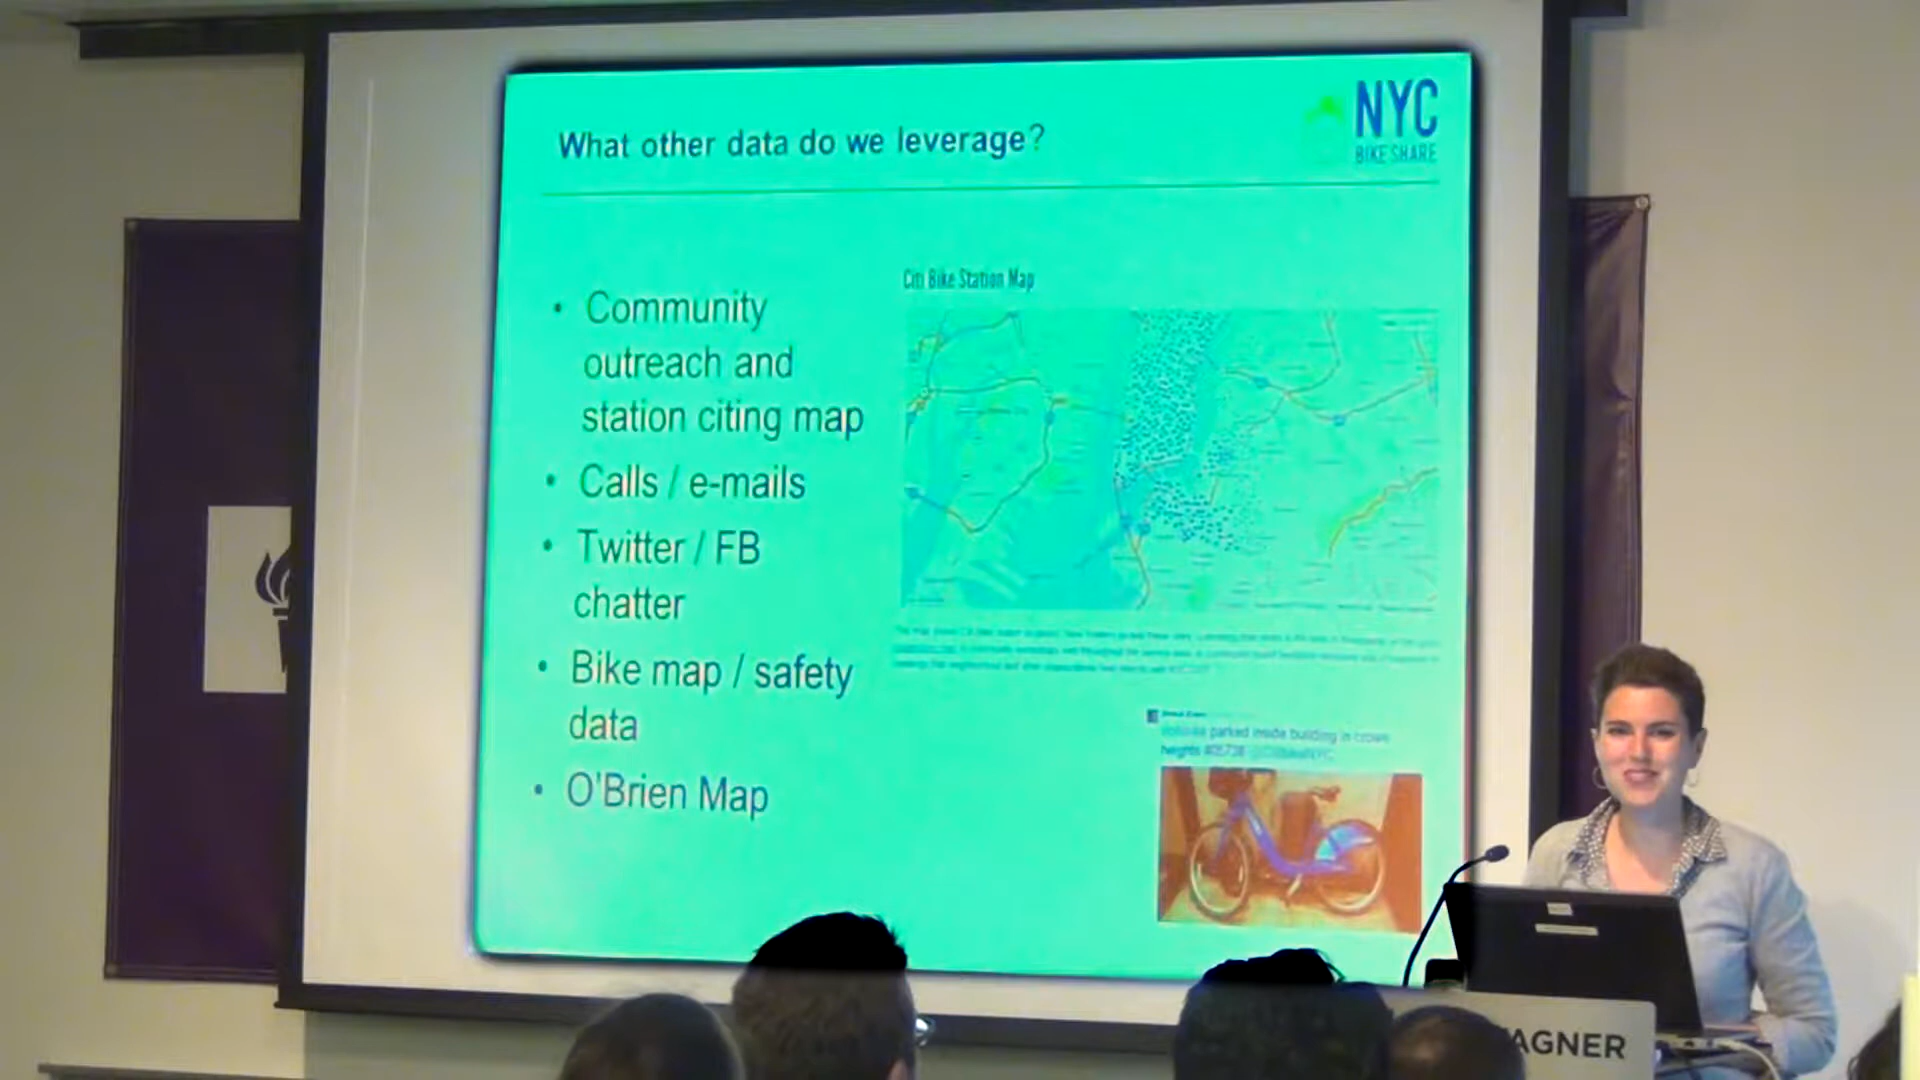 What other data do we leverage?
NYC
BIKE SHARE
Citi Bike Station Map
• Community
outreach and
station citing map
• Calls / e-mails
• Twitter / FB
chatter
• Bike map / safety
data
• O'Brien Map
parked inside building in crown
heights
AGNER